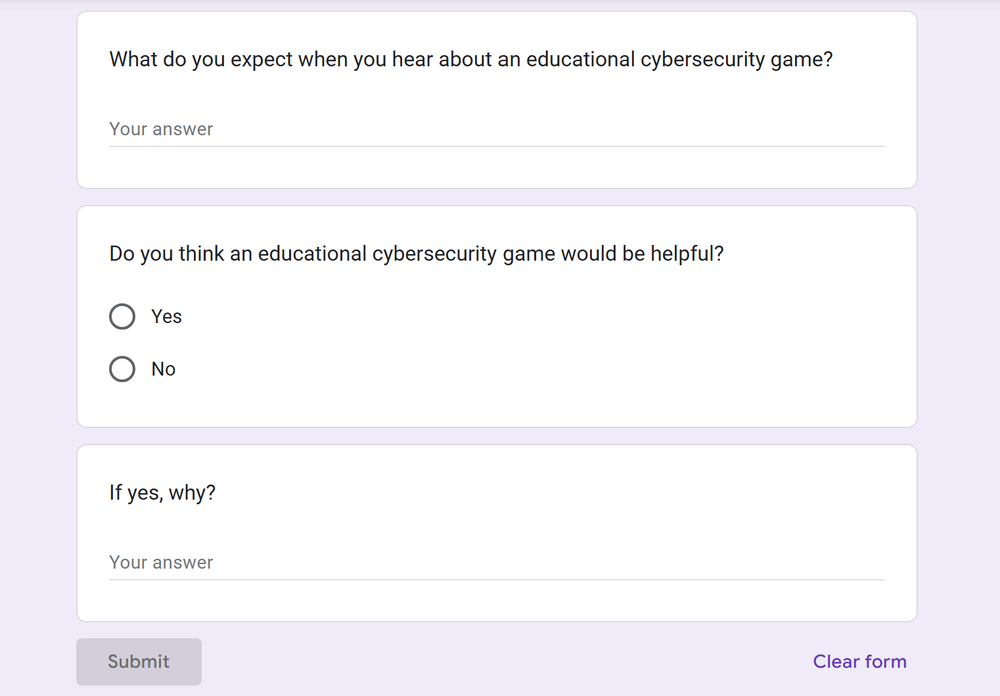 What do you expect when you hear about an educational cybersecurity game?
Your answer
Do you think an educational cybersecurity game would be helpful?
Yes
No
If yes, why?
Your answer
Submit
Clear form